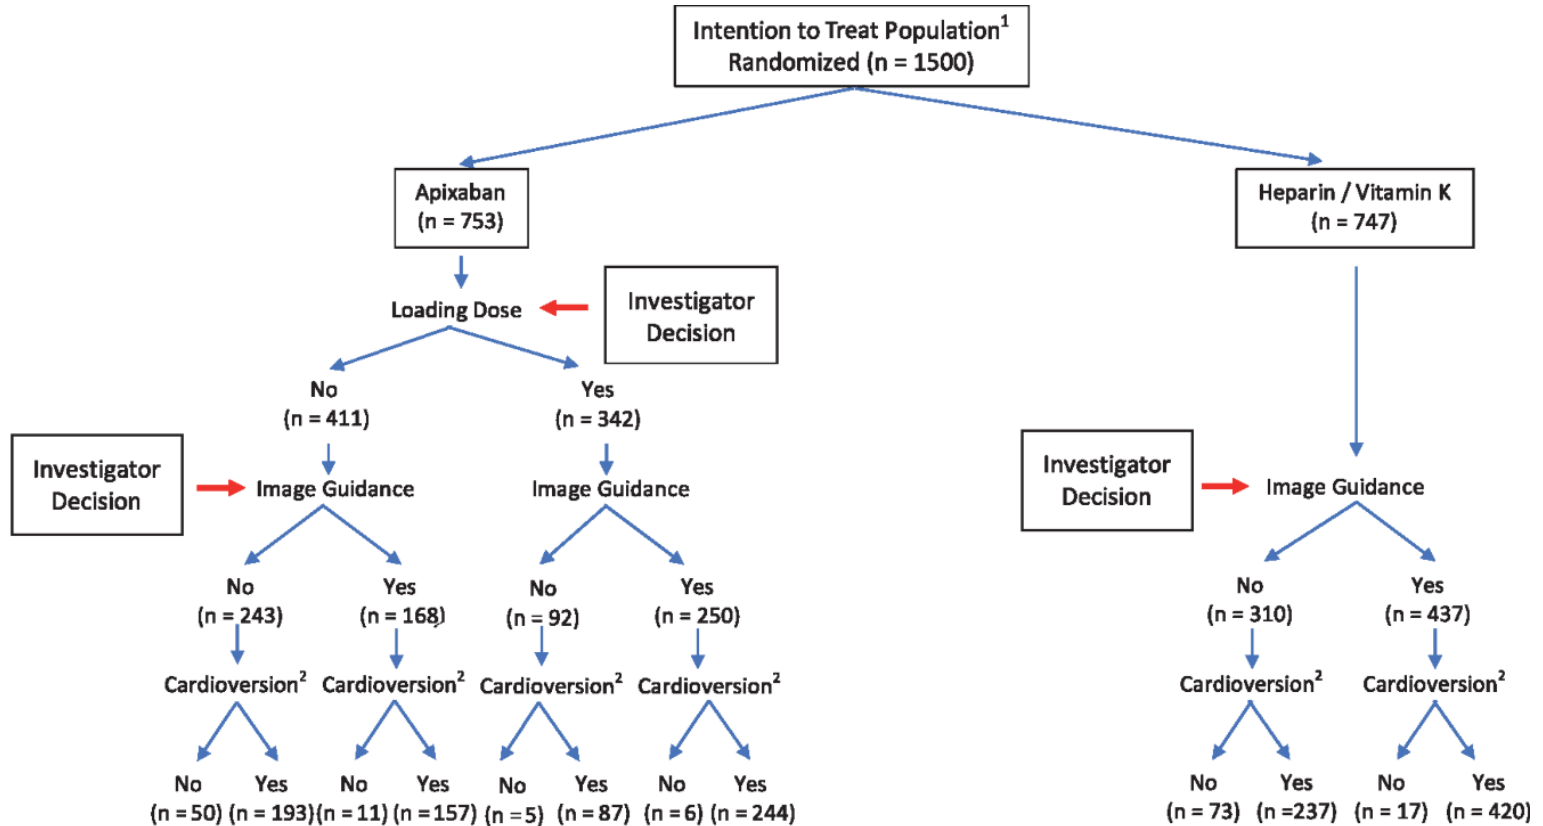 Intention to Treat Population¹
Randomized (n = 1500)
Apixaban
(n = 753)
Heparin / Vitamin K
(n = 747)
Loading Dose
Investigator
Decision
No
(n = 411)
Yes
(n = 342)
Investigator
Decision
Image Guidance
Image Guidance
Investigator
Decision
Image Guidance
No
(n = 243)
Yes
(n = 168)
No
(n = 92)
Yes
(n = 250)
No
(n = 310)
Yes
(n = 437)
Cardioversion²
Cardioversion²
Cardioversion²
Cardioversion²
Cardioversion²
Cardioversion²
No
(n = 50)
Yes
(n = 193)
No
(n = 11)
Yes
(n = 157)
No
(n = 5)
Yes
(n = 87)
No
(n = 6)
Yes
(n = 244)
No
(n = 73)
Yes
(n =237)
No
(n = 17)
Yes
(n = 420)